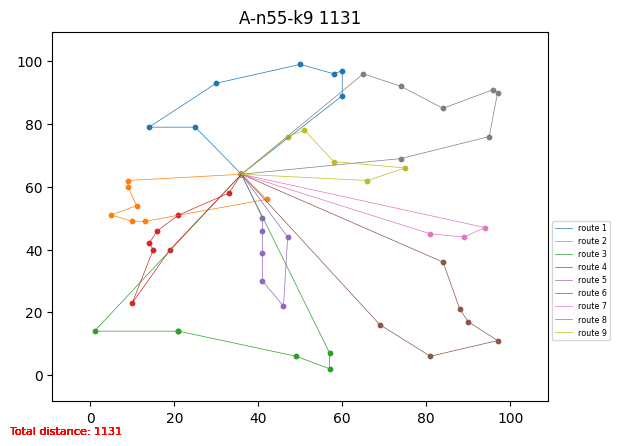 A-n55-k9 1131
100
80
60
40
20
0
0 20 40 60 80 100
route 1
route 2
route 3
route 4
route 5
route 6
route 7
route 8
route 9
Total distance: 1131